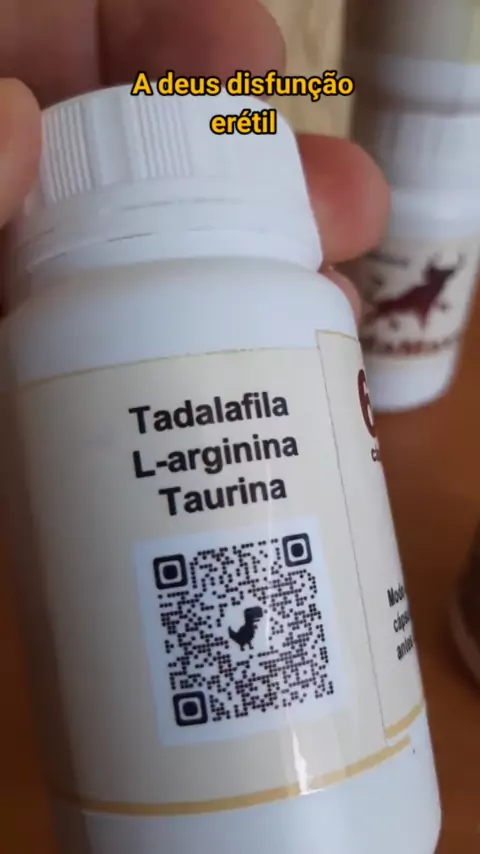 A deus disfunção
erétil
Tadalafila
L-arginina
Taurina